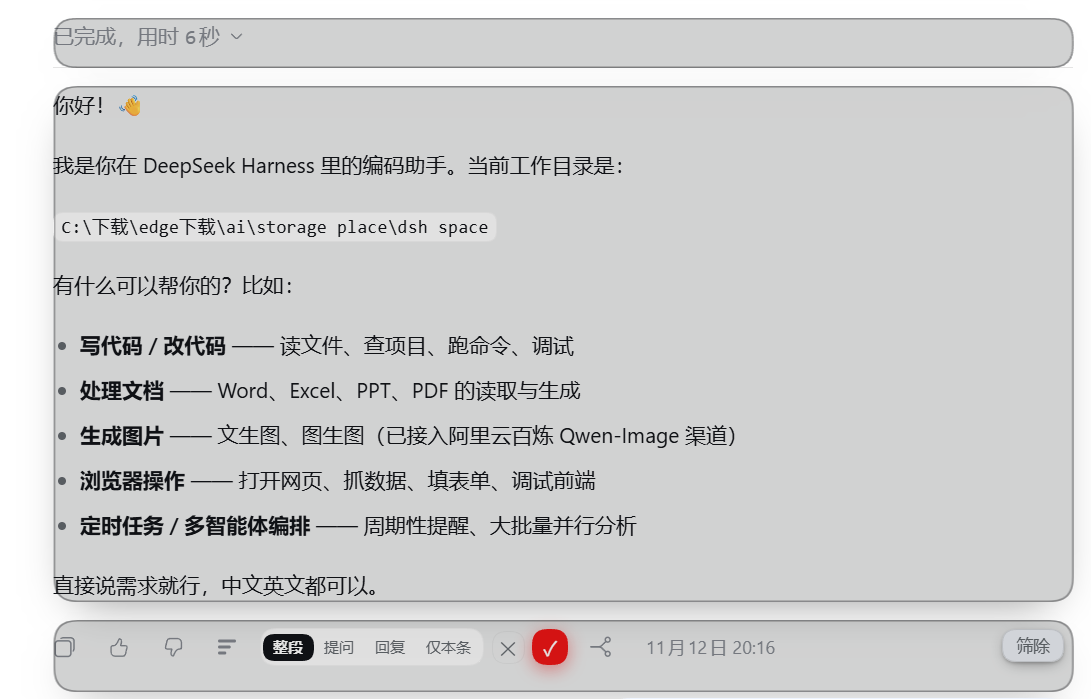 已完成，用时 6秒
你好！👋
我是你在 DeepSeek Harness 里的编码助手。当前工作目录是：
C:\下载\edge下载\ai\storage place\dsh space
有什么可以帮你的？比如：
• 写代码 / 改代码 —— 读文件、查项目、跑命令、调试
• 处理文档 —— Word、Excel、PPT、PDF 的读取与生成
• 生成图片 —— 文生图、图生图（已接入阿里云百炼 Qwen-Image 渠道）
• 浏览器操作 —— 打开网页、抓数据、填表单、调试前端
• 定时任务 / 多智能体编排 —— 周期性提醒、大批量并行分析
直接说需求就行，中文英文都可以。
整段 提问 回复 仅本条 11月12日 20:16 筛除